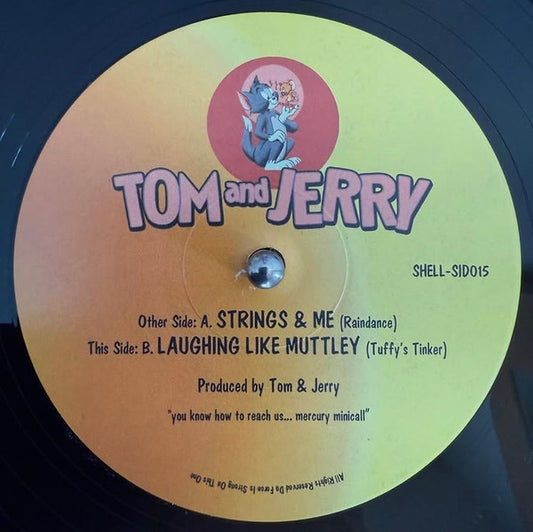 TOM and JERRY
SHELL-SID015
Other Side: A. STRINGS & ME (Raindance)
This Side: B. LAUGHING LIKE MUTTLEY (Tuffy's Tinker)
Produced by Tom & Jerry
"you know how to reach us... mercury minicall"
All Rights Reserved Da Force Is Strong On This One